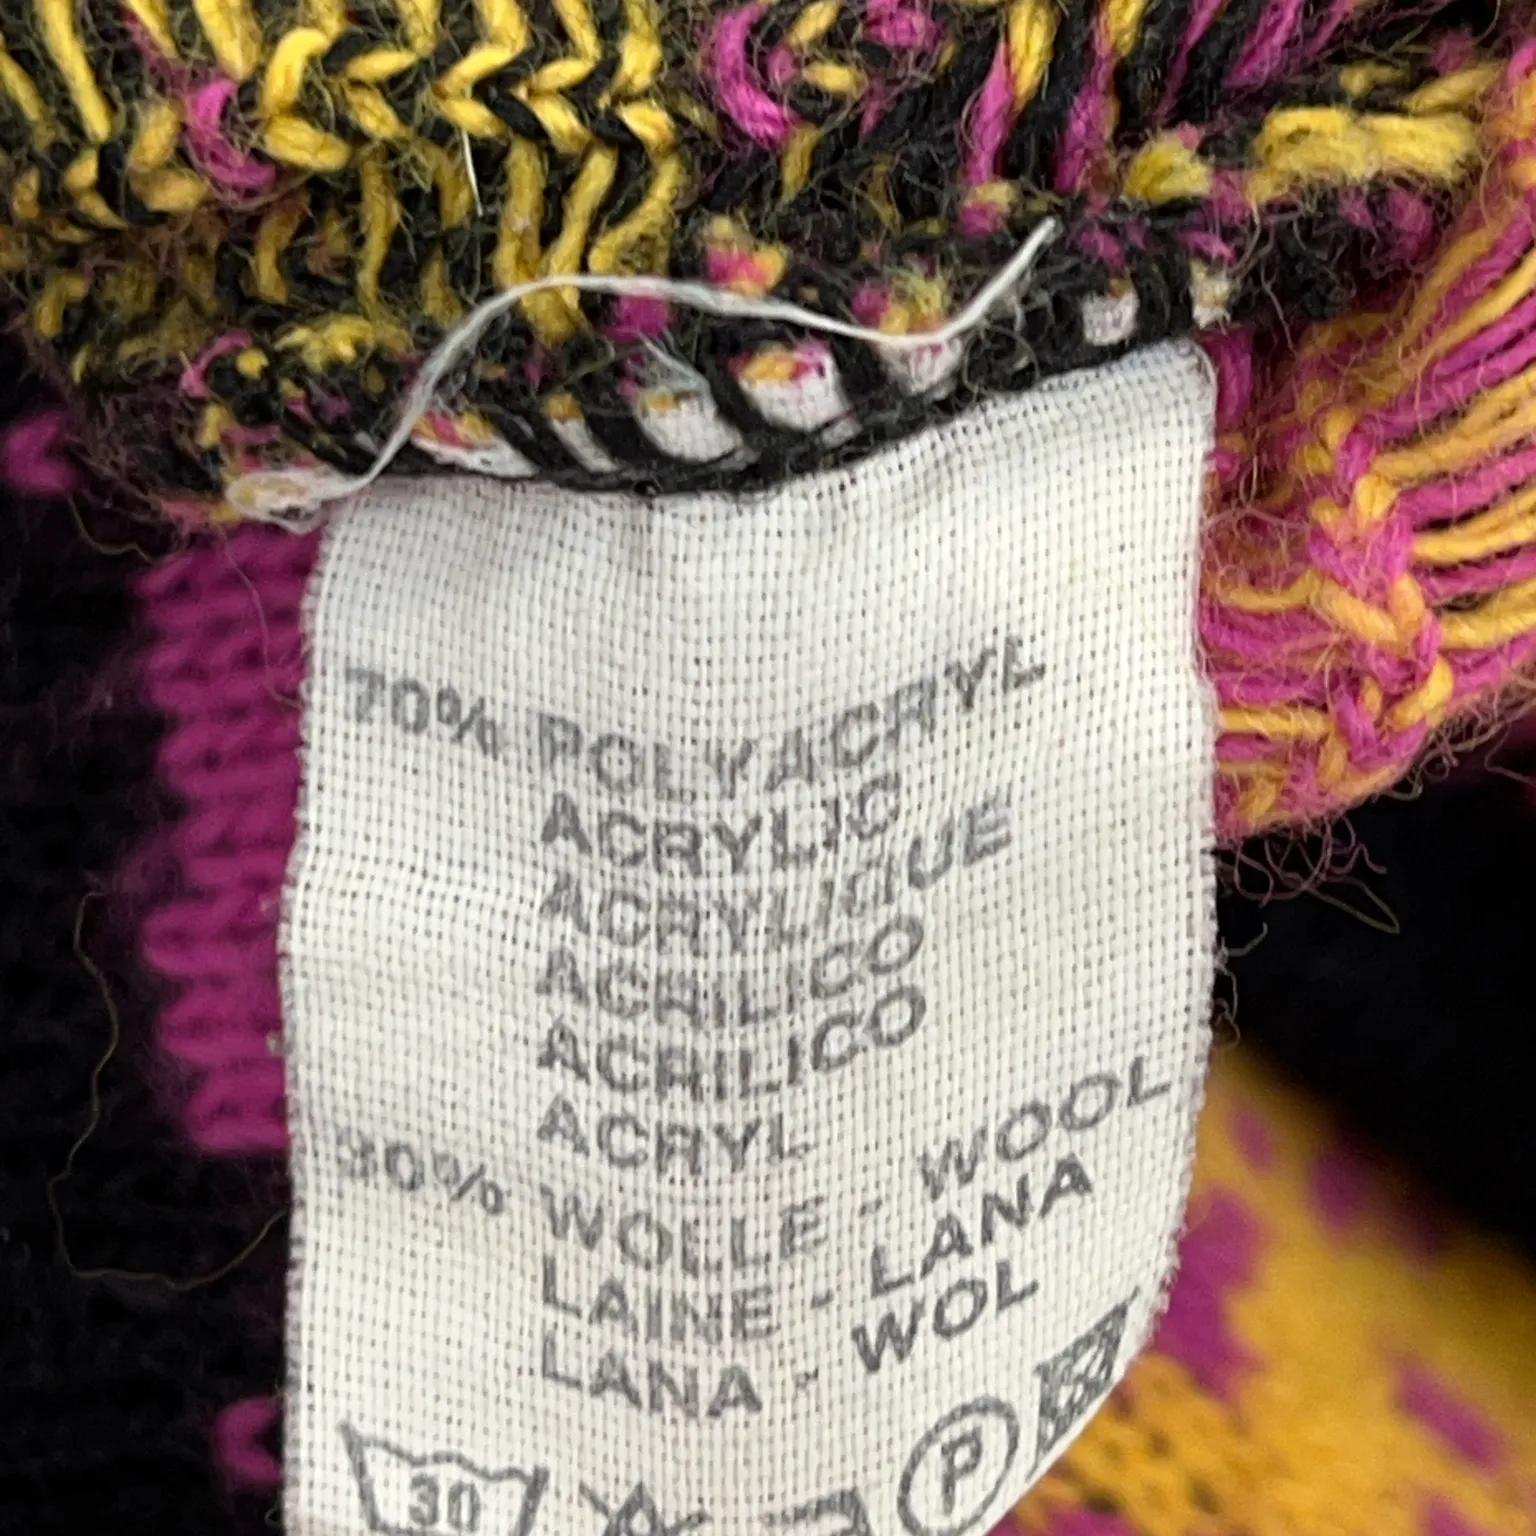 70% POLYACRYL
ACRYLIC
ACRYLIQUE
ACRILICO
ACRILICO
ACRYL
30% WOLLE - WOOL
LAINE - LANA
LANA - WOL
30
P